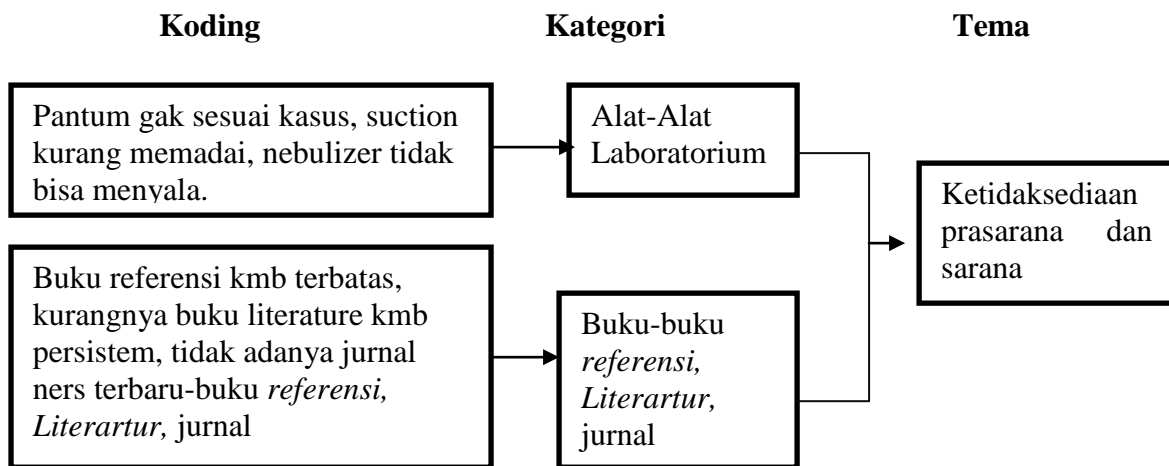 Koding
Kategori
Tema
Pantum gak sesuai kasus, suction
kurang memadai, nebulizer tidak
bisa menyala.
Alat-Alat
Laboratorium
Ketidaksediaan
prasarana dan
sarana
Buku referensi kmb terbatas,
kurangnya buku literature kmb
persistem, tidak adanya jurnal
ners terbaru-buku referensi,
Literartur, jurnal
Buku-buku
referensi,
Literartur,
jurnal